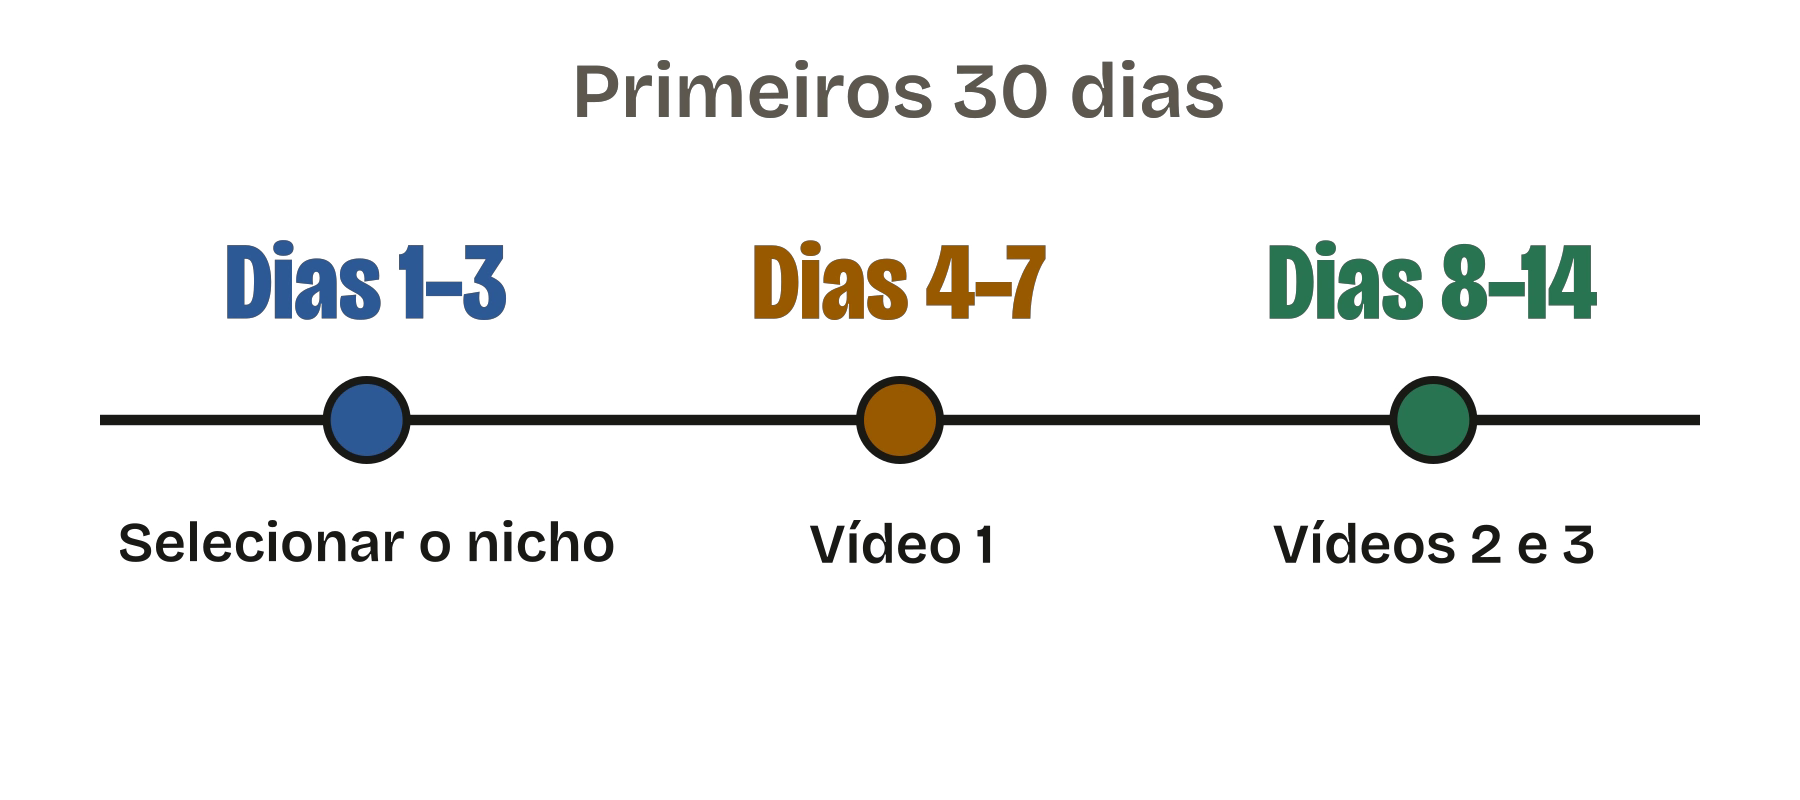 Primeiros 30 dias
Dias 1–3
Dias 4–7
Dias 8–14
Selecionar o nicho
Vídeo 1
Vídeos 2 e 3